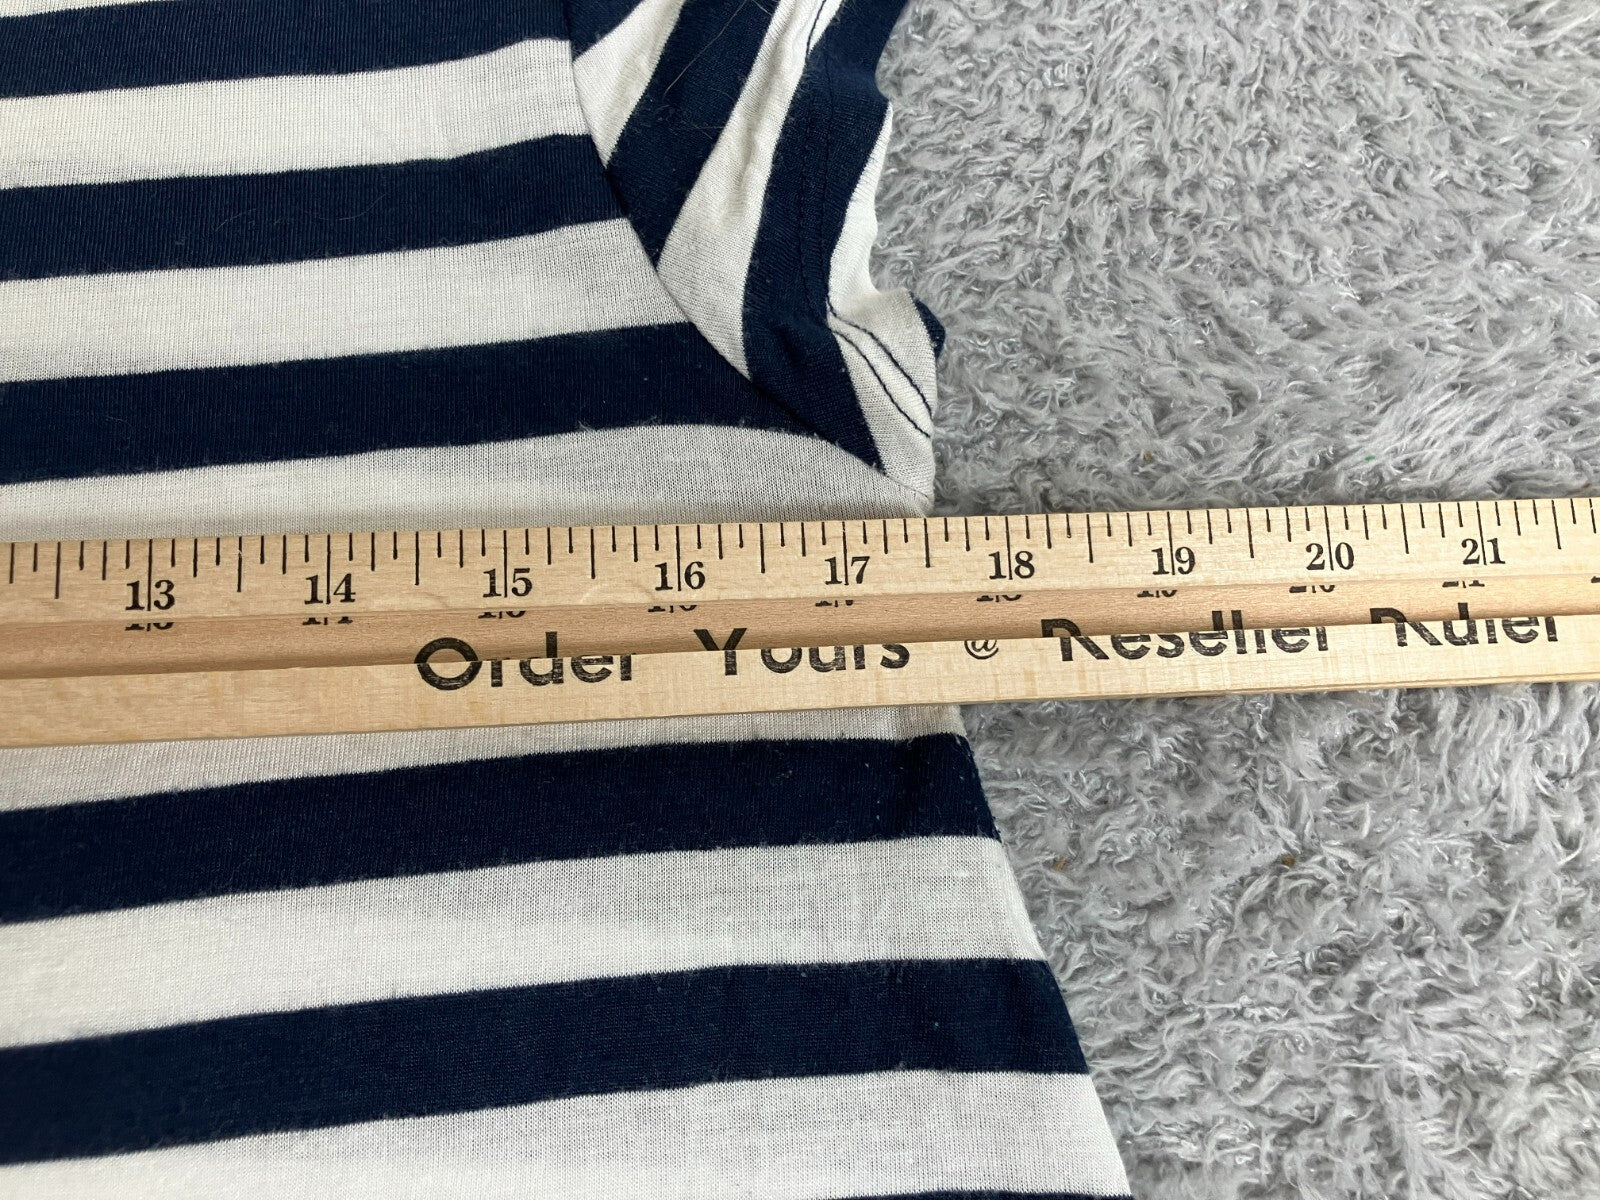 13 14 15 16 17 18 19 20 21
Order Yours @ Reseller Ruler